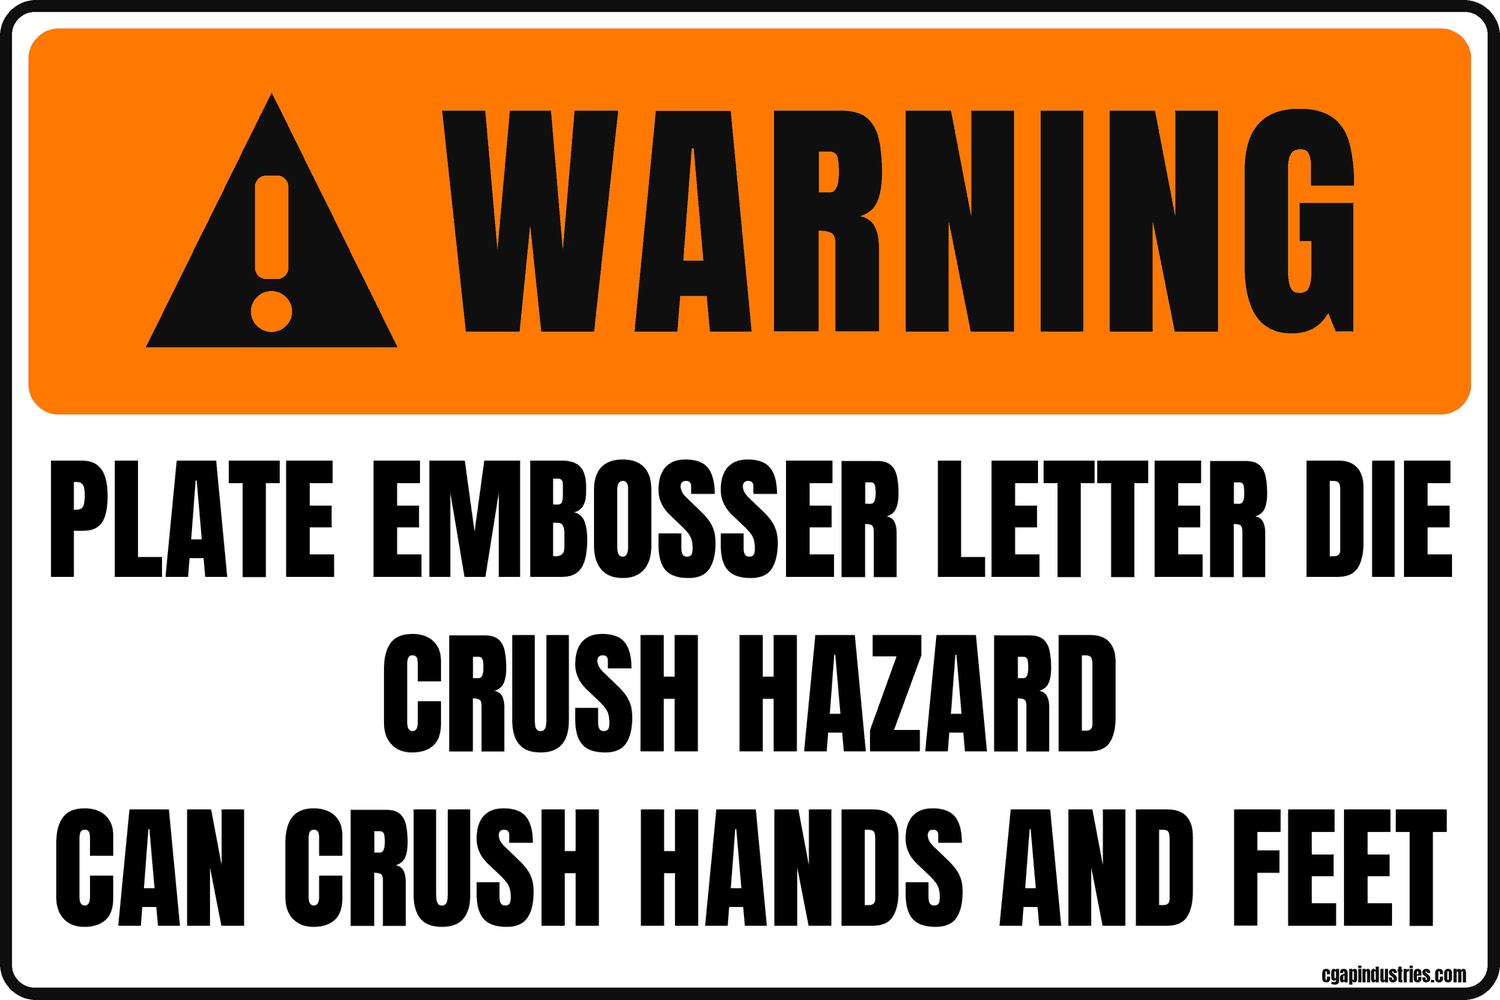 WARNING
PLATE EMBOSSER LETTER DIE
CRUSH HAZARD
CAN CRUSH HANDS AND FEET
cgapindustries.com